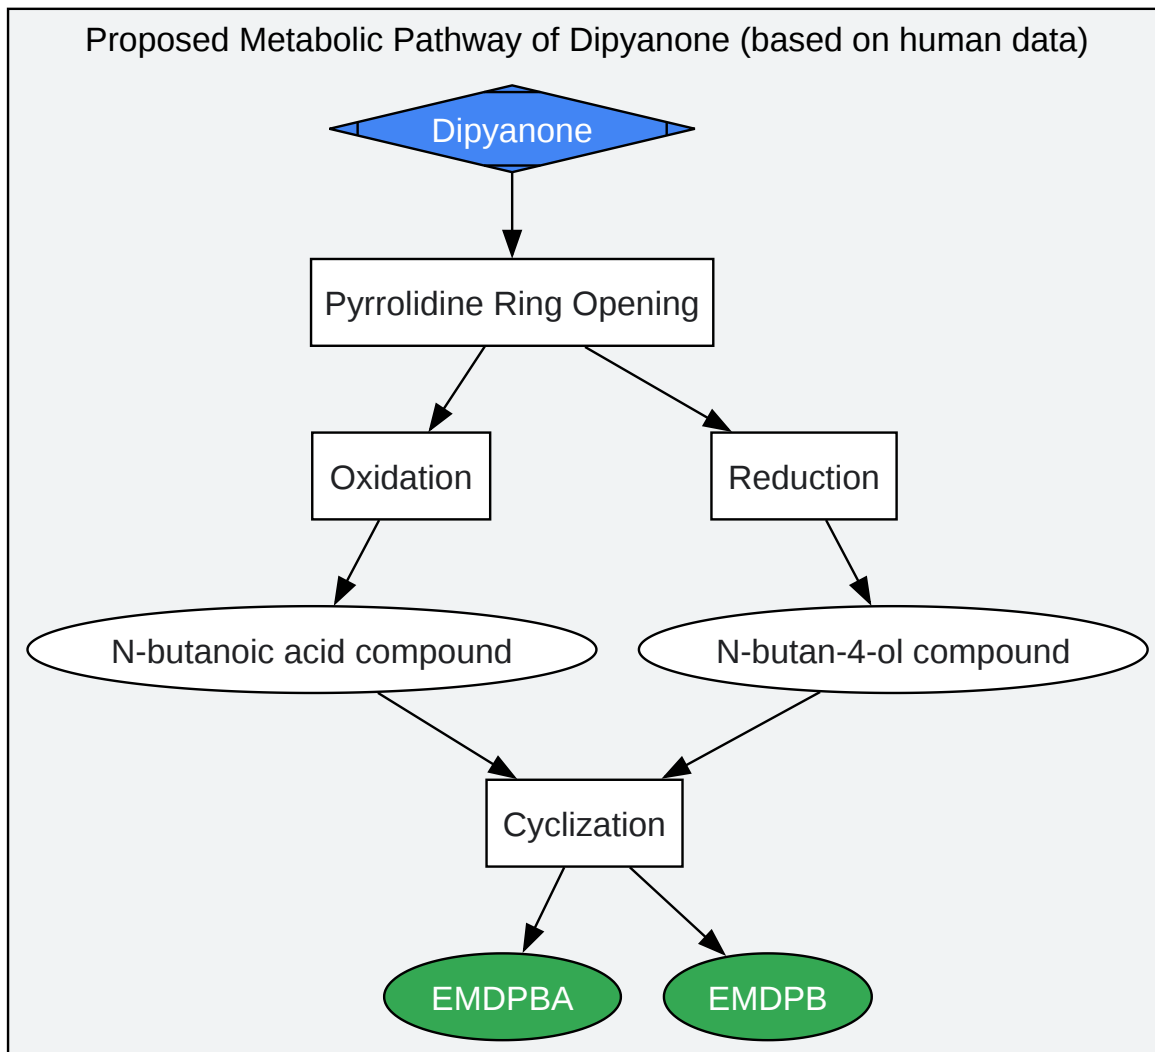 Proposed Metabolic Pathway of Dipyanone (based on human data)
Dipyanone
Pyrrolidine Ring Opening
Oxidation
Reduction
N-butanoic acid compound
N-butan-4-ol compound
Cyclization
EMDPBA
EMDPB